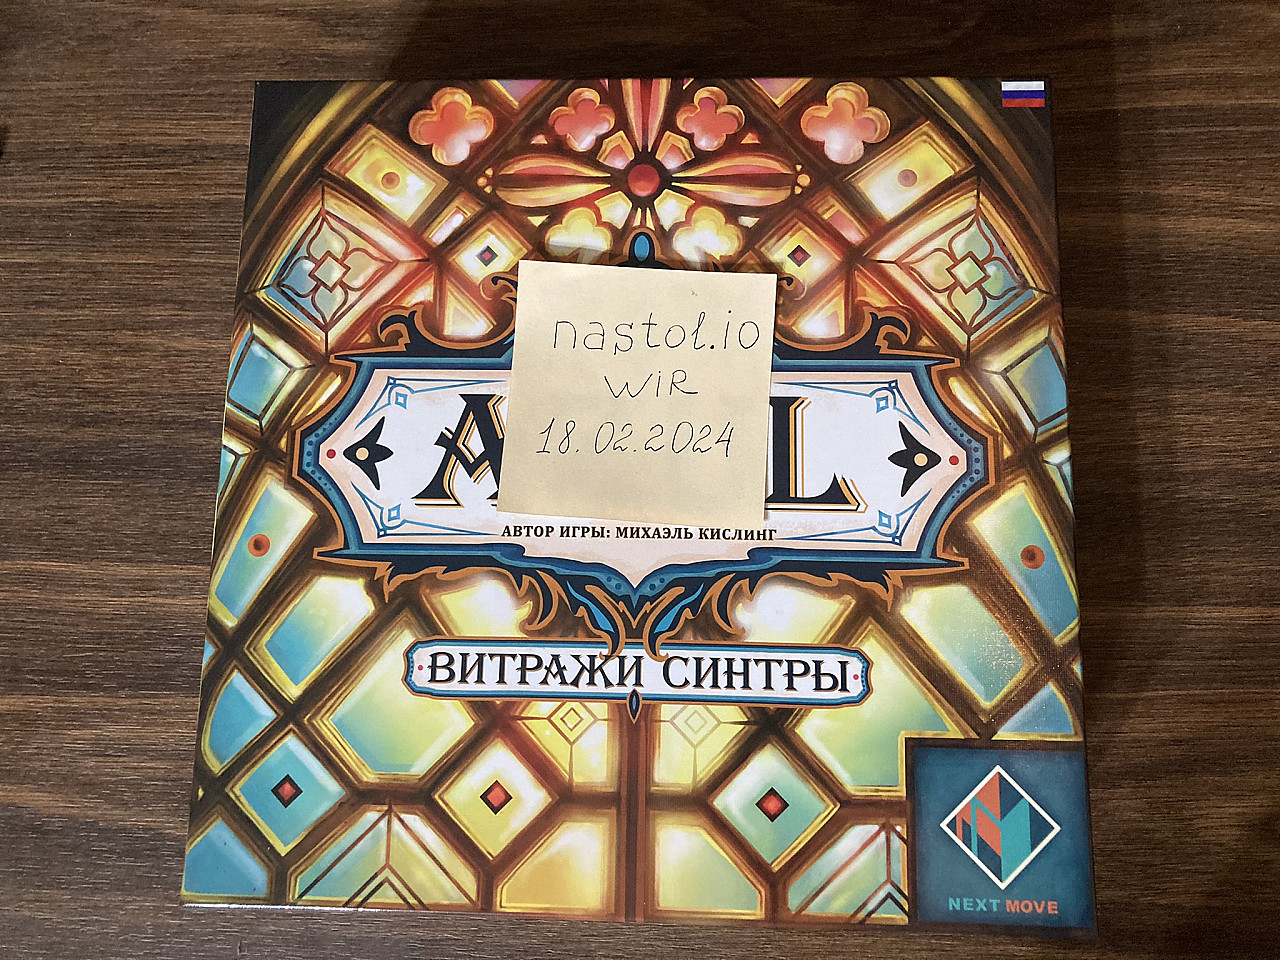 nastol.io
WiR
18.02.2024
A L
АВТОР ИГРЫ: МИХАЭЛЬ КИСЛИНГ
ВИТРАЖИ СИНТРЫ
NEXT MOVE